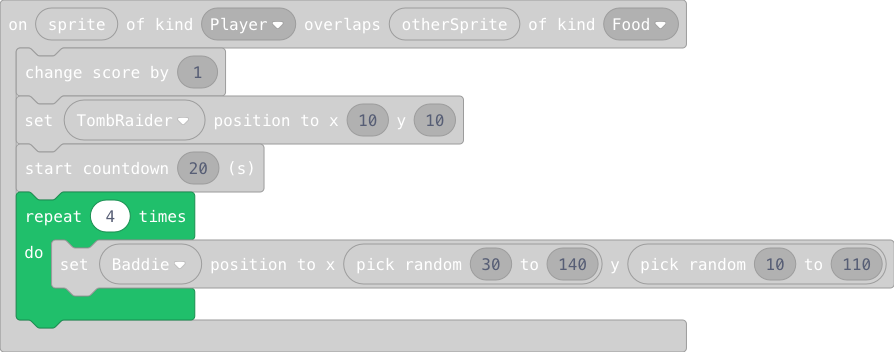 on sprite of kind Player overlaps otherSprite of kind Food
change score by 1
set TombRaider position to x 10 y 10
start countdown 20 (s)
repeat 4 times
do set Baddie position to x pick random 30 to 140 y pick random 10 to 110